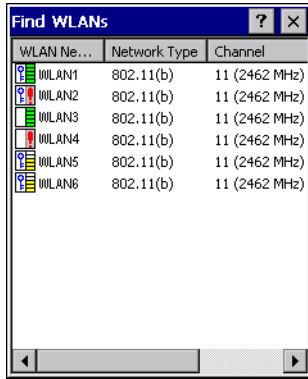 Find WLANs ? ×
WLAN Ne... Network Type Channel
WLAN1 802.11(b) 11 (2462 MHz)
WLAN2 802.11(b) 11 (2462 MHz)
WLAN3 802.11(b) 11 (2462 MHz)
WLAN4 802.11(b) 11 (2462 MHz)
WLAN5 802.11(b) 11 (2462 MHz)
WLAN6 802.11(b) 11 (2462 MHz)